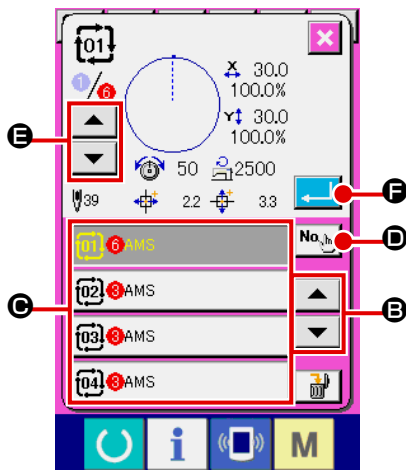 01
X 30.0
100.0%
1/6
Y 30.0
100.0%
E
50 2500
F
39 2.2 3.3
No.
D
01 6 AMS
C
02 3 AMS
B
03 3 AMS
04 3 AMS
i M